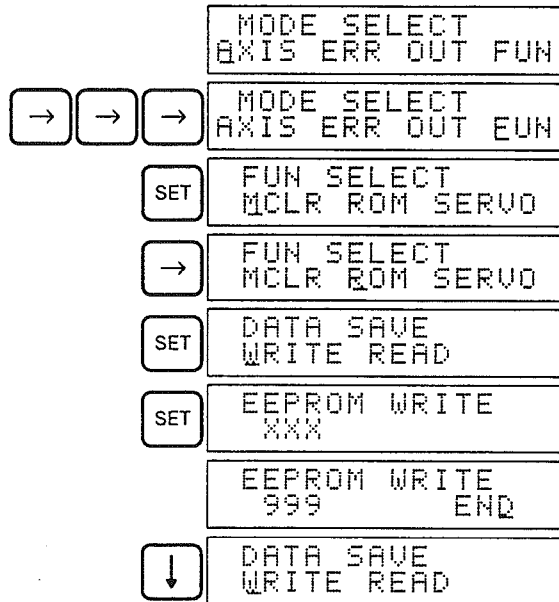 MODE SELECT
AXIS ERR OUT FUN
→ → →
MODE SELECT
AXIS ERR OUT FUN
SET
FUN SELECT
MCLR ROM SERVO
→
FUN SELECT
MCLR ROM SERVO
SET
DATA SAVE
WRITE READ
SET
EEPROM WRITE
XXX
EEPROM WRITE
999 END
↓
DATA SAVE
WRITE READ